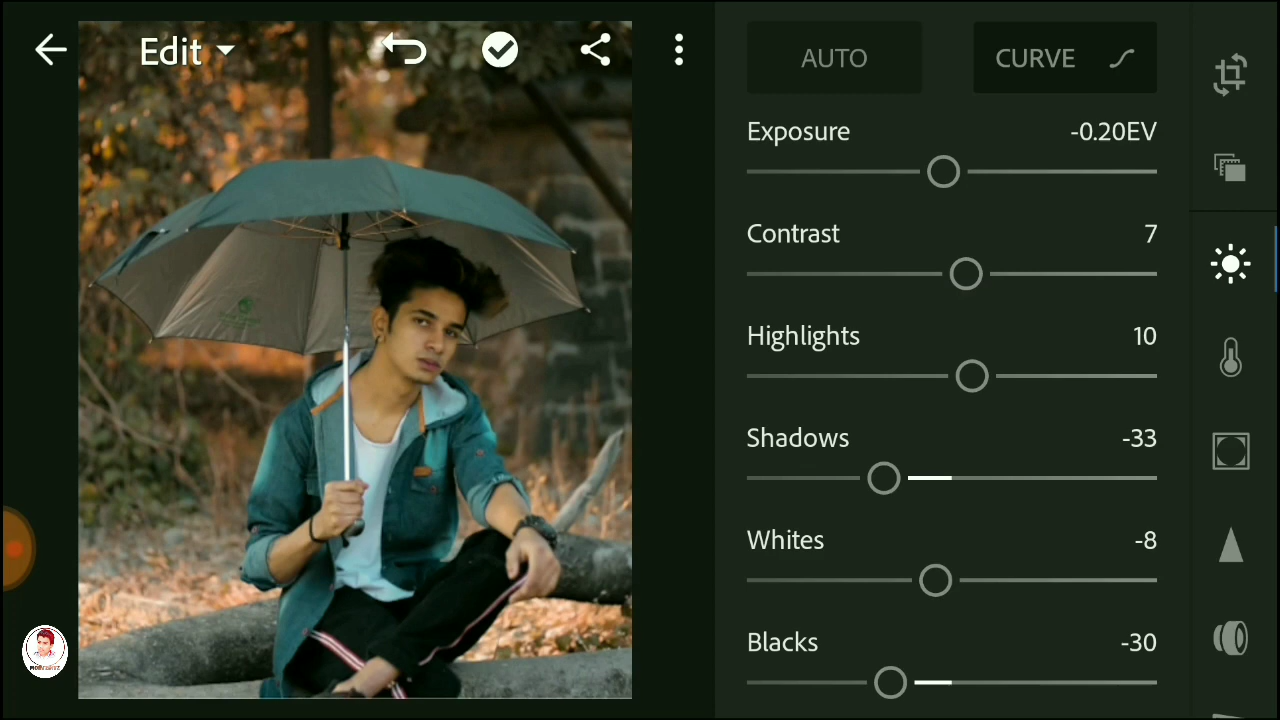 Edit
AUTO
CURVE
Exposure
-0.20EV
Contrast
7
Highlights
10
Shadows
-33
Whites
-8
Blacks
-30